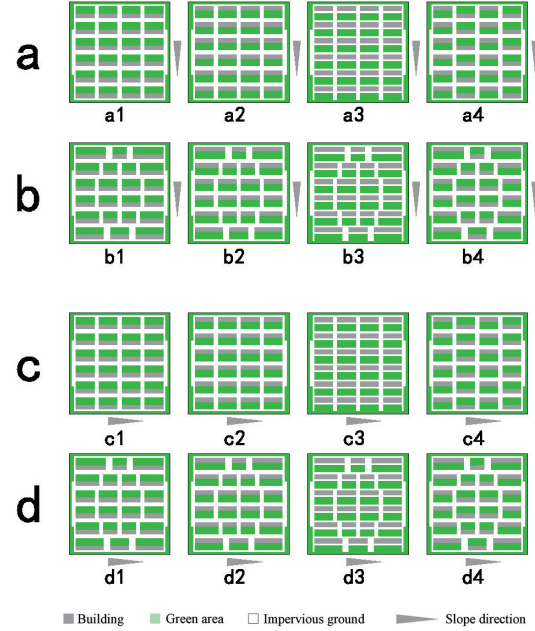 a
a1 a2 a3 a4
b
b1 b2 b3 b4
c
c1 c2 c3 c4
d
d1 d2 d3 d4
Building Green area Impervious ground Slope direction